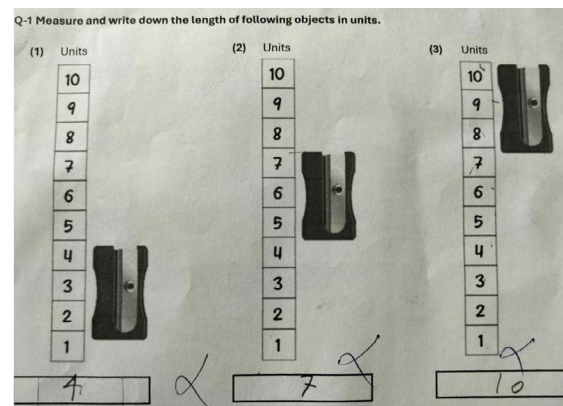 Q-1 Measure and write down the length of following objects in units.
(1) Units (2) Units (3) Units
10 10 10
9 9 9
8 8 8
7 7 7
6 6 6
5 5 5
4 4 4
3 3 3
2 2 2
1 1 1
4 7 10